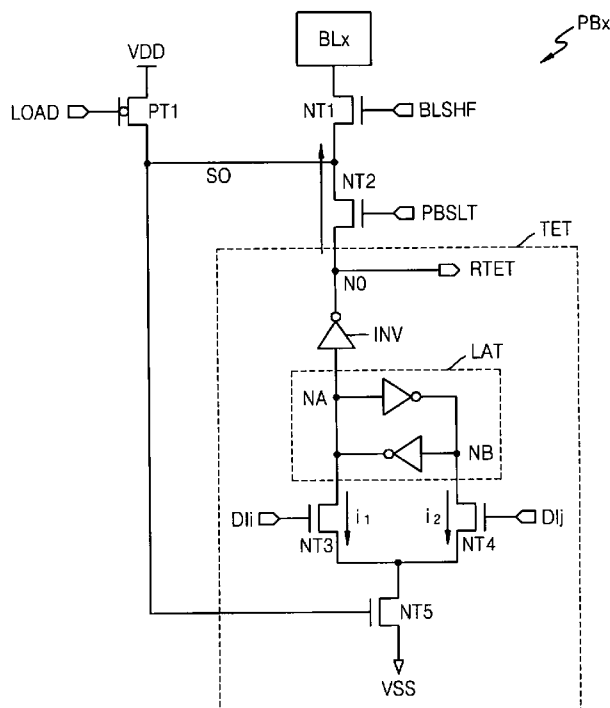 PBx
BLx
VDD
LOAD
PT1
NT1
BLSHF
SO
NT2
PBSLT
TET
N0
RTET
INV
LAT
NA
NB
DIi
i1
i2
DIj
NT3
NT4
NT5
VSS